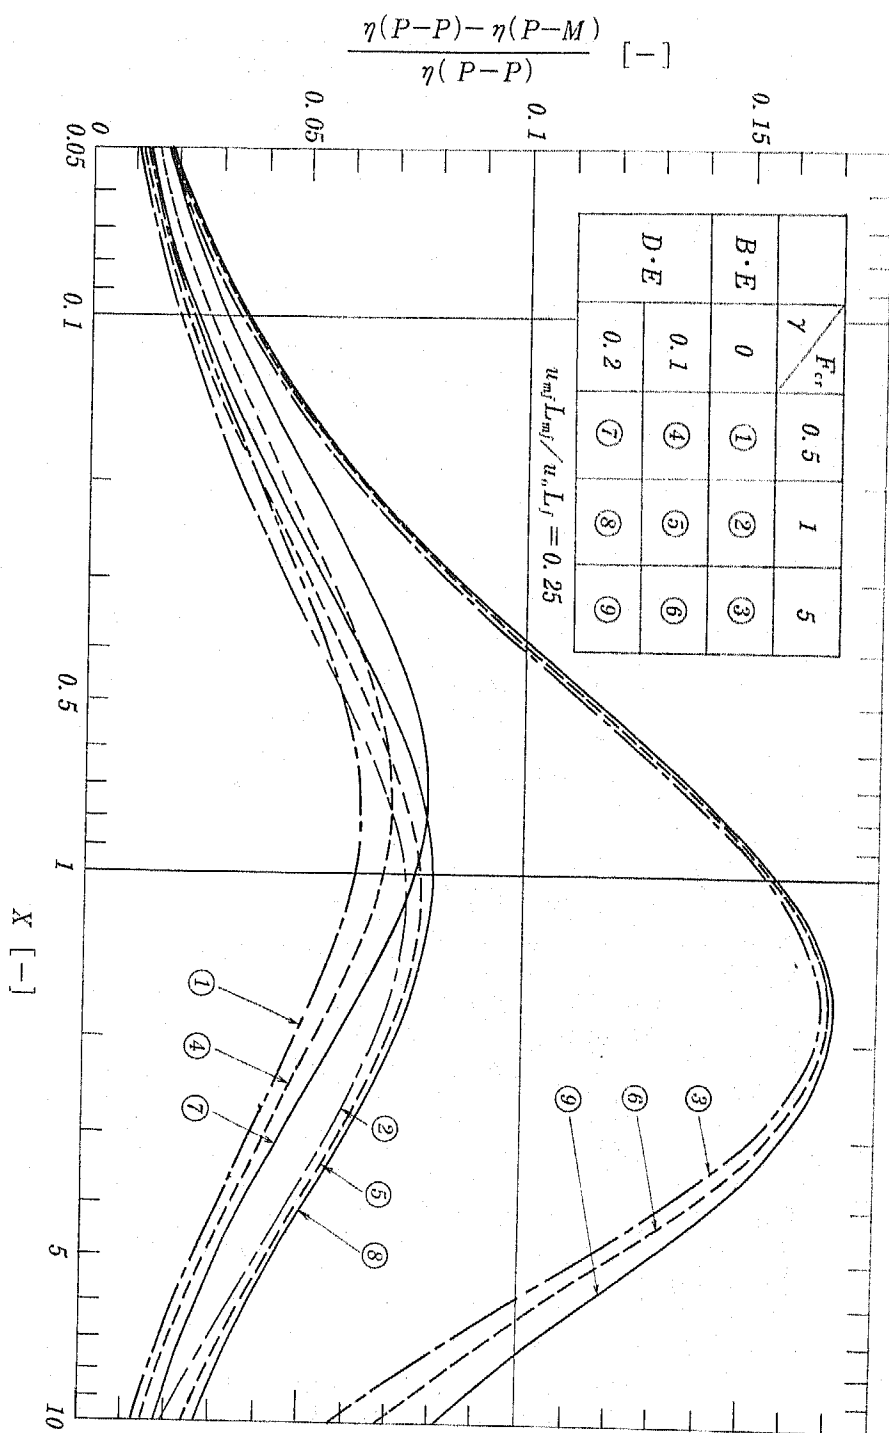 η(P-P)-η(P-M)
η(P-P)
[-]
0
0.05
0.1
0.15
F_cr 0.5 1 5
γ
B·E 0 ① ② ③
D·E 0.1 ④ ⑤ ⑥
0.2 ⑦ ⑧ ⑨
u_mf L_mf/u_o L_f=0.25
③
⑥
⑨
②
⑤
⑧
①
④
⑦
0.05
0.1
0.5
1
5
10
X [-]